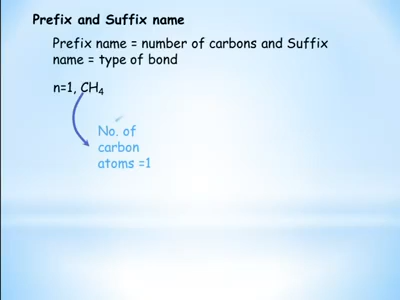 Prefix and Suffix name
Prefix name = number of carbons and Suffix
name = type of bond
n=1, CH₄
No. of
carbon
atoms =1